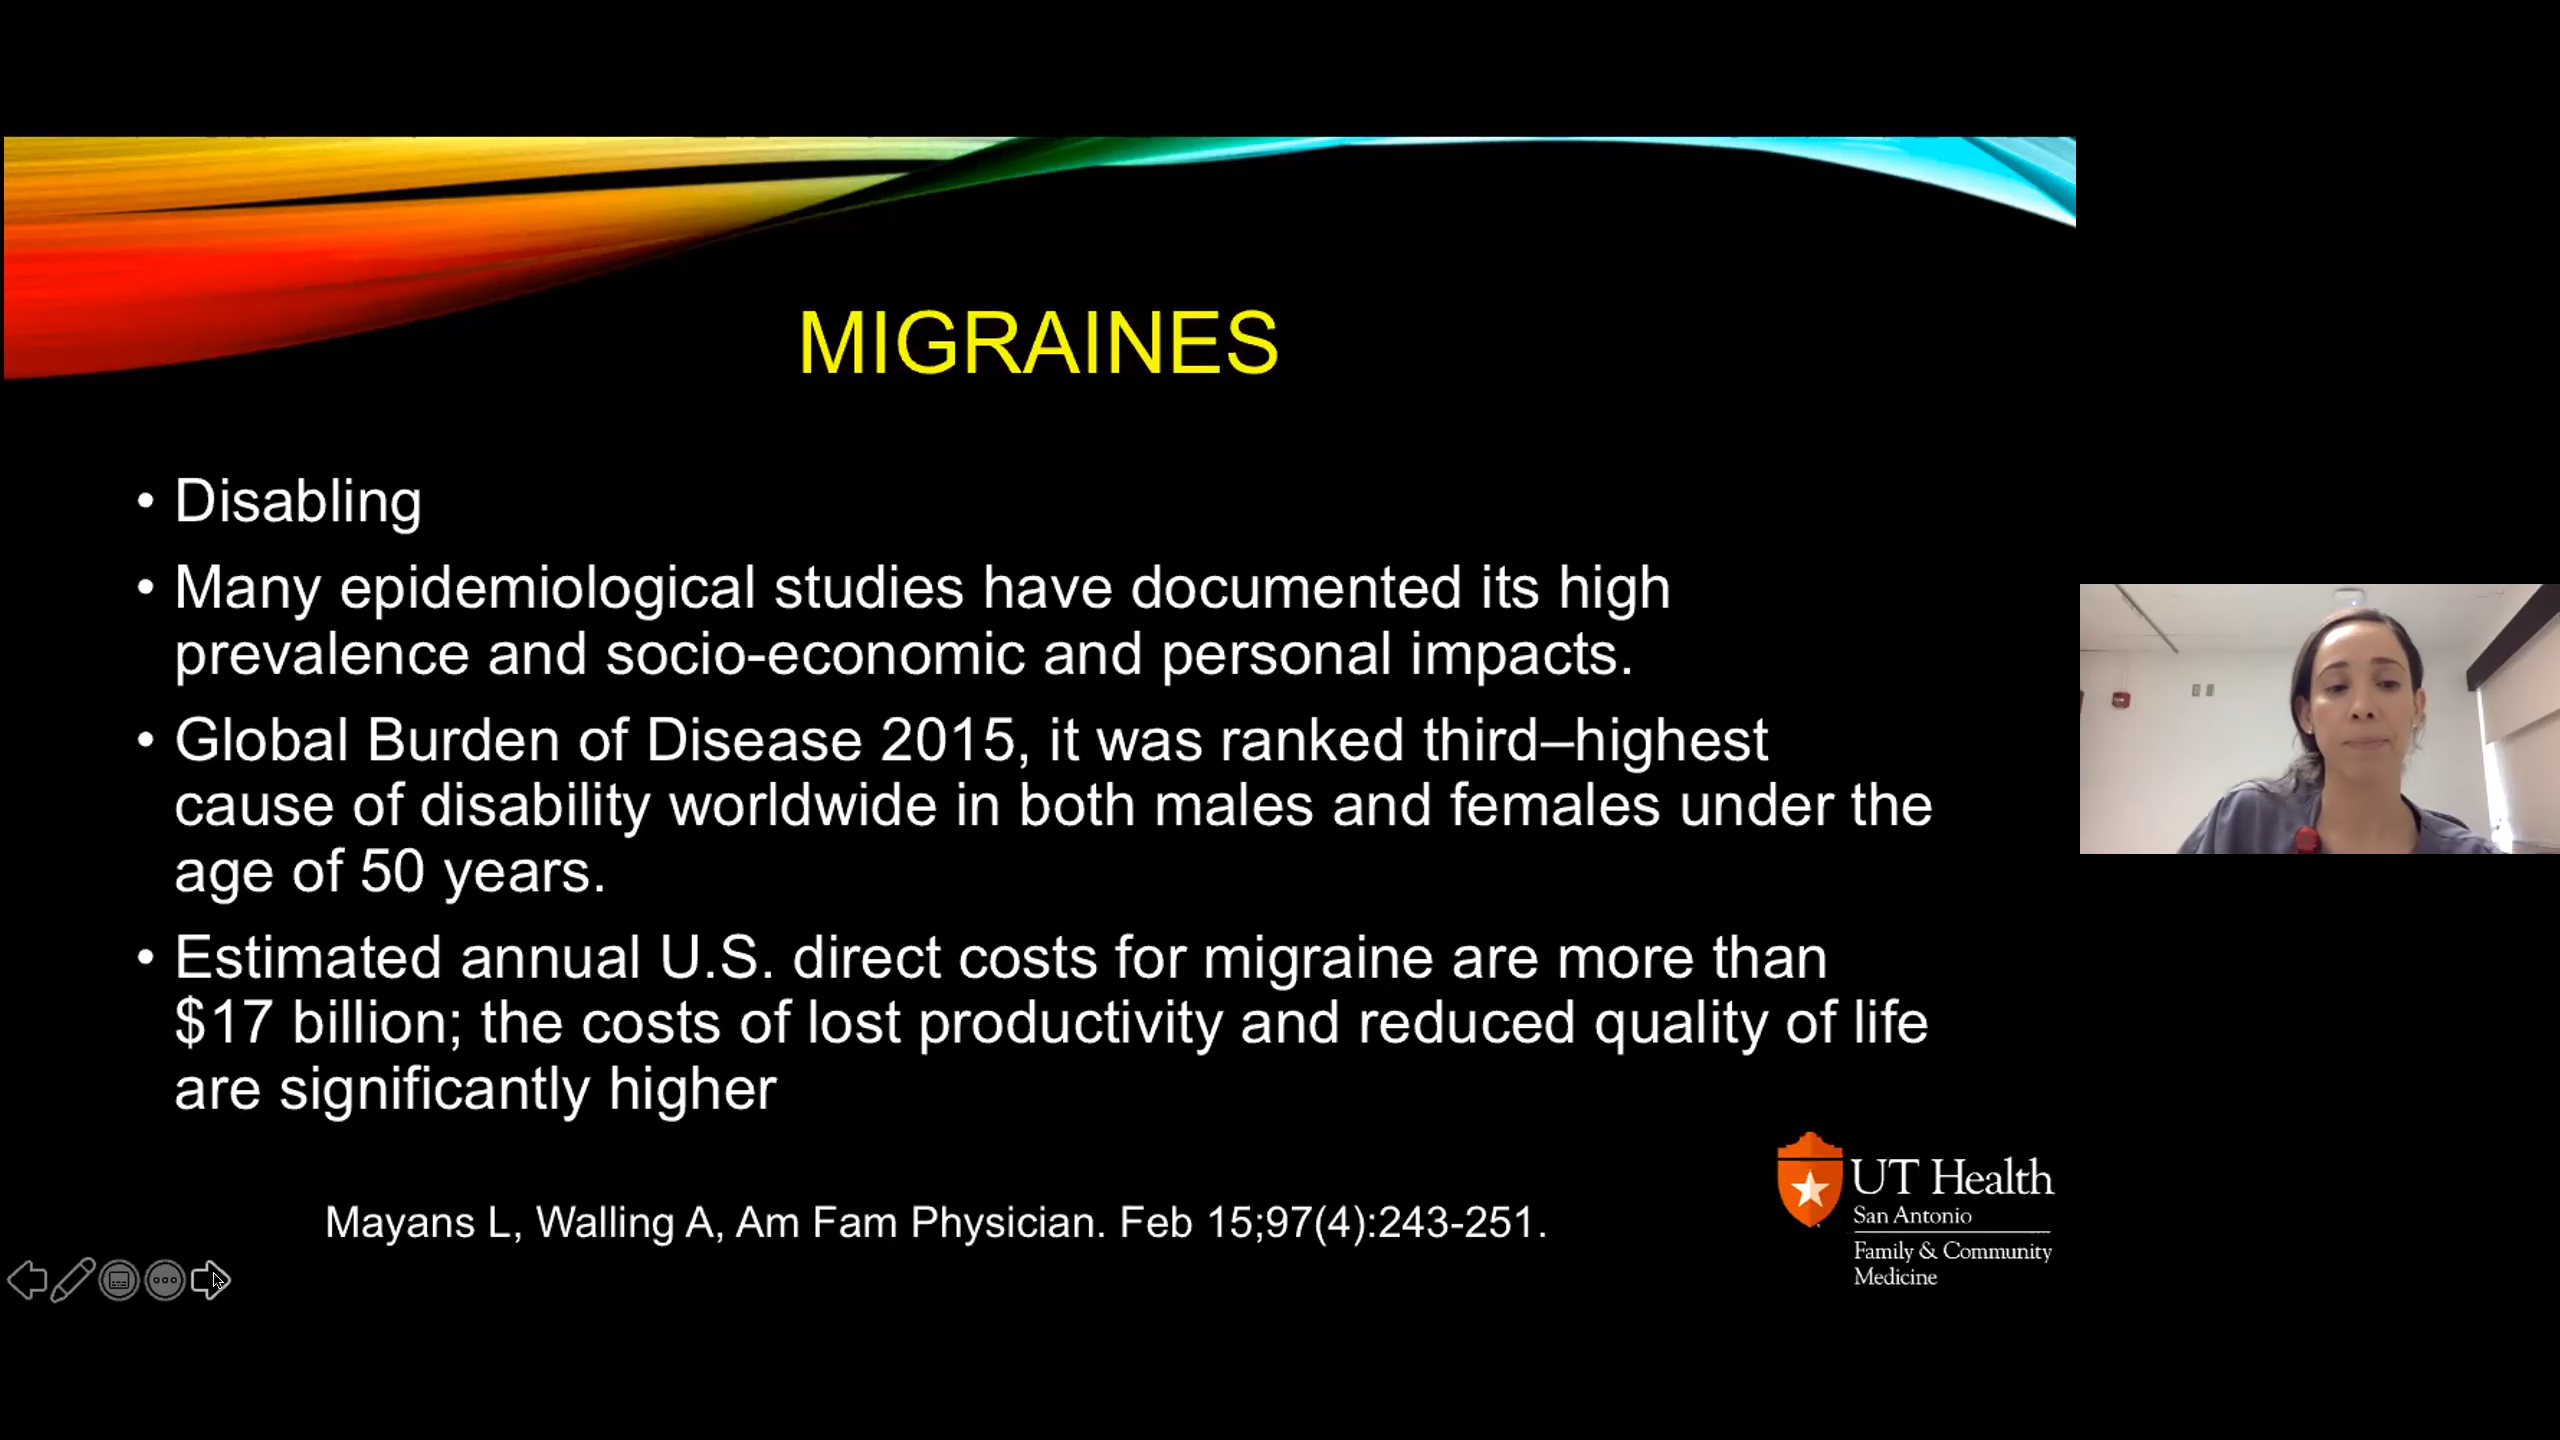 MIGRAINES
• Disabling
• Many epidemiological studies have documented its high
prevalence and socio-economic and personal impacts.
• Global Burden of Disease 2015, it was ranked third–highest
cause of disability worldwide in both males and females under the
age of 50 years.
• Estimated annual U.S. direct costs for migraine are more than
$17 billion; the costs of lost productivity and reduced quality of life
are significantly higher
Mayans L, Walling A, Am Fam Physician. Feb 15;97(4):243-251.
UT Health
San Antonio
Family & Community
Medicine